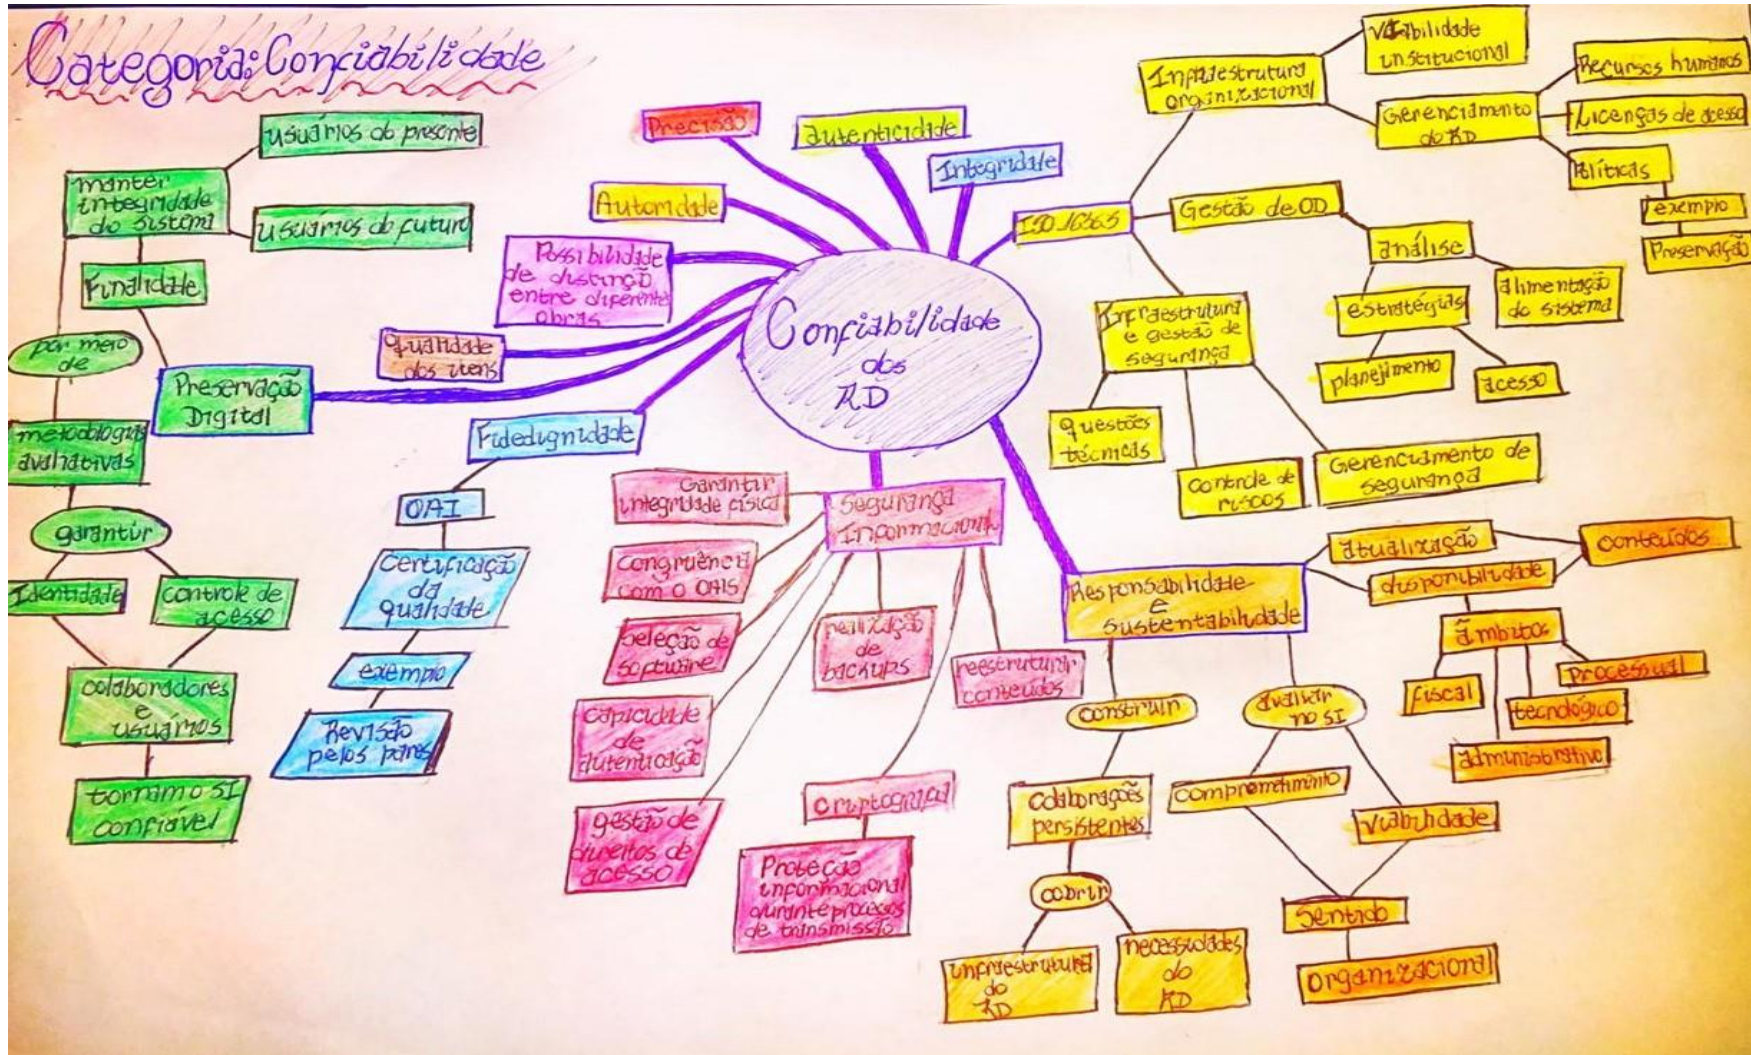 Categoria: Confiabilidade
Confiabilidade
dos
RD
Precisão
autenticidade
Integridade
Automidade
Possibilidade
de distinção
entre diferente
obras
qualidade
dos itens
Preservação
Digital
Finalidade
manter
integridade
do sistema
usuários do presente
usuários do futuro
por meio
de
metodologias
avaliativas
garantir
Identidade
controle de
acesso
colaboradores
e
usuários
tornam o SI
confiável
Fidedignidade
OAI
Certificação
da
qualidade
exemplo
Revisão
pelos pares
Segurança
Informacional
Garantir
integridade física
congruência
com o OAIS
seleção de
software
capacidade
de
autenticação
gestão de
direitos de
acesso
realização
de
backups
criptografia
Proteção
informacional
durante processos
de transmissão
reestruturar
conteúdos
Responsabilidade
e
sustentabilidade
atualização
disponibilidade
conteúdos
âmbitos
fiscal
administrativo
tecnológico
processual
construir
colaborações
persistentes
cobrir
infraestrutura
do
RD
necessidades
do
RD
avaliar
no SI
comprometimento
viabilidade
sentido
organizacional
ISO 16363
Infraestrutura
organizacional
Viabilidade
institucional
Gerenciamento
do RD
Recursos humanos
Licenças de acesso
Políticas
exemplo
Preservação
Gestão de OD
análise
estratégias
alimentação
do sistema
planejamento
acesso
Infraestrutura
e gestão de
segurança
questões
técnicas
controle de
riscos
Gerenciamento de
segurança